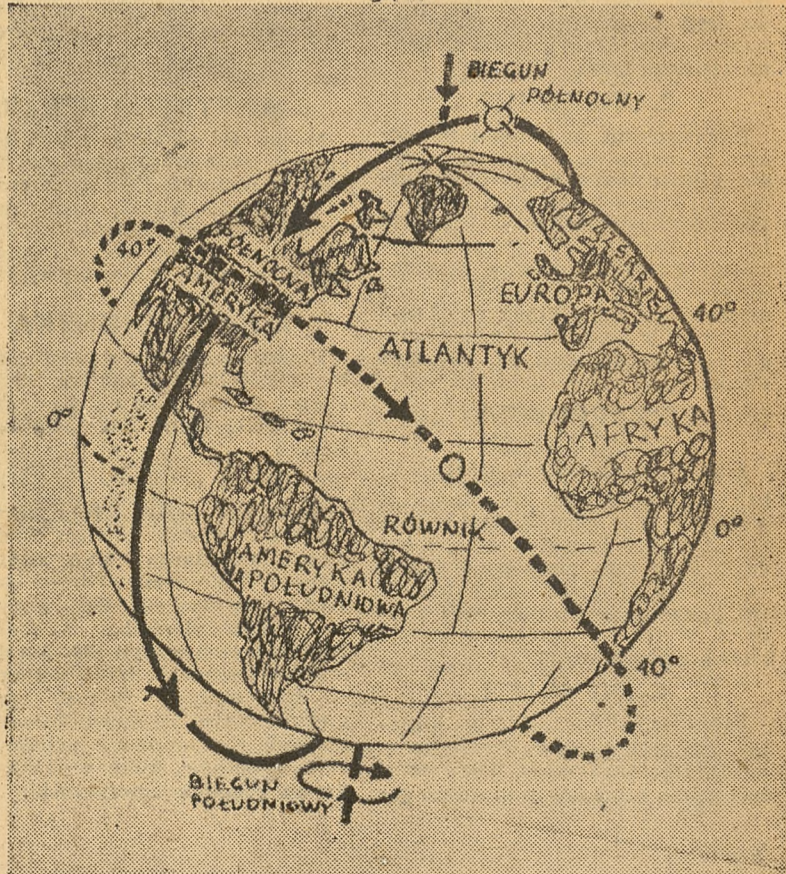 BIEGUN
PÓŁNOCNY
40°
PÓŁNOCNA
AMERYKA
EUROPA
40°
ATLANTYK
0°
AFRYKA
RÓWNIK
0°
AMERYKA
POŁUDNIOWA
40°
BIEGUN
POŁUDNIOWY